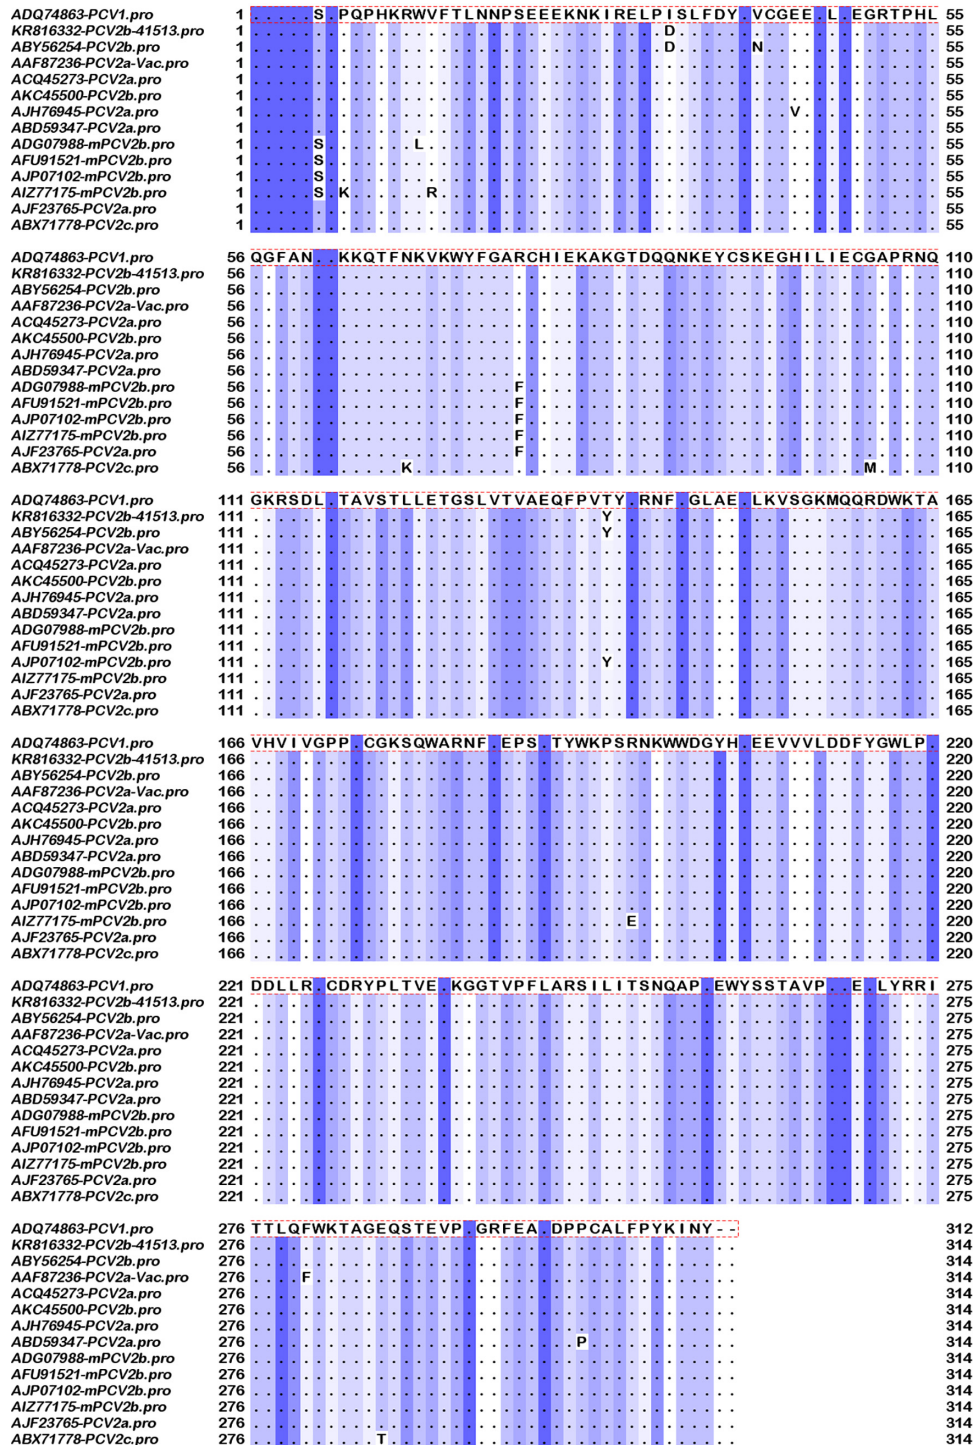 ADQ74863-PCV1.pro 1 .....S.PQPHKRWVFTLNNPSEEEKNKIRELPISLFDY.VCGEE.L.EGRTPHL 55
KR816332-PCV2b-41513.pro 1 .................................D..................... 55
ABY56254-PCV2b.pro 1 .................................D......N.............. 55
AAF87236-PCV2a-Vac.pro 1 ....................................................... 55
ACQ45273-PCV2a.pro 1 ....................................................... 55
AKC45500-PCV2b.pro 1 ....................................................... 55
AJH76945-PCV2a.pro 1 ...........................................V........... 55
ABD59347-PCV2a.pro 1 ....................................................... 55
ADG07988-mPCV2b.pro 1 .....S.......L......................................... 55
AFU91521-mPCV2b.pro 1 .....S................................................. 55
AJP07102-mPCV2b.pro 1 .....S................................................. 55
AIZ77175-mPCV2b.pro 1 .....S.K......R........................................ 55
AJF23765-PCV2a.pro 1 ....................................................... 55
ABX71778-PCV2c.pro 1 ....................................................... 55
ADQ74863-PCV1.pro 56 QGFAN..KKQTFNKVKWYFGARCHIEKAKGTDQQNKEYCSKEGHILIECGAPRNQ 110
KR816332-PCV2b-41513.pro 56 ....................................................... 110
ABY56254-PCV2b.pro 56 ....................................................... 110
AAF87236-PCV2a-Vac.pro 56 ....................................................... 110
ACQ45273-PCV2a.pro 56 ....................................................... 110
AKC45500-PCV2b.pro 56 ....................................................... 110
AJH76945-PCV2a.pro 56 ....................................................... 110
ABD59347-PCV2a.pro 56 ....................................................... 110
ADG07988-mPCV2b.pro 56 .....................F................................. 110
AFU91521-mPCV2b.pro 56 .....................F................................. 110
AJP07102-mPCV2b.pro 56 .....................F................................. 110
AIZ77175-mPCV2b.pro 56 .....................F................................. 110
AJF23765-PCV2a.pro 56 .....................F................................. 110
ABX71778-PCV2c.pro 56 ............K....................................M..... 110
ADQ74863-PCV1.pro 111 GKRSDL.TAVSTLLETGSLVTVAEQFPVTY.RNF.GLAE.LKVSGKMQQRDWKTA 165
KR816332-PCV2b-41513.pro 111 ............................Y.......................... 165
ABY56254-PCV2b.pro 111 ............................Y.......................... 165
AAF87236-PCV2a-Vac.pro 111 ....................................................... 165
ACQ45273-PCV2a.pro 111 ....................................................... 165
AKC45500-PCV2b.pro 111 ....................................................... 165
AJH76945-PCV2a.pro 111 ....................................................... 165
ABD59347-PCV2a.pro 111 ....................................................... 165
ADG07988-mPCV2b.pro 111 ....................................................... 165
AFU91521-mPCV2b.pro 111 ....................................................... 165
AJP07102-mPCV2b.pro 111 ............................Y.......................... 165
AIZ77175-mPCV2b.pro 111 ....................................................... 165
AJF23765-PCV2a.pro 111 ....................................................... 165
ABX71778-PCV2c.pro 111 ....................................................... 165
ADQ74863-PCV1.pro 166 VHVIVGPP.CGKSQWARNF.EPS.TYWKPSRNKWWDGYH.EEVVVLDDFYGWLP. 220
KR816332-PCV2b-41513.pro 166 ....................................................... 220
ABY56254-PCV2b.pro 166 ....................................................... 220
AAF87236-PCV2a-Vac.pro 166 ....................................................... 220
ACQ45273-PCV2a.pro 166 ....................................................... 220
AKC45500-PCV2b.pro 166 ....................................................... 220
AJH76945-PCV2a.pro 166 ....................................................... 220
ABD59347-PCV2a.pro 166 ....................................................... 220
ADG07988-mPCV2b.pro 166 ....................................................... 220
AFU91521-mPCV2b.pro 166 ....................................................... 220
AJP07102-mPCV2b.pro 166 ....................................................... 220
AIZ77175-mPCV2b.pro 166 ..............................E........................ 220
AJF23765-PCV2a.pro 166 ....................................................... 220
ABX71778-PCV2c.pro 166 ....................................................... 220
ADQ74863-PCV1.pro 221 DDLLR.CDRYPLTVE.KGGTVPFLARSILITSNQAP.EWYSSTAVP..E.LYRRI 275
KR816332-PCV2b-41513.pro 221 ....................................................... 275
ABY56254-PCV2b.pro 221 ....................................................... 275
AAF87236-PCV2a-Vac.pro 221 ....................................................... 275
ACQ45273-PCV2a.pro 221 ....................................................... 275
AKC45500-PCV2b.pro 221 ....................................................... 275
AJH76945-PCV2a.pro 221 ....................................................... 275
ABD59347-PCV2a.pro 221 ....................................................... 275
ADG07988-mPCV2b.pro 221 ....................................................... 275
AFU91521-mPCV2b.pro 221 ....................................................... 275
AJP07102-mPCV2b.pro 221 ....................................................... 275
AIZ77175-mPCV2b.pro 221 ....................................................... 275
AJF23765-PCV2a.pro 221 ....................................................... 275
ABX71778-PCV2c.pro 221 ....................................................... 275
ADQ74863-PCV1.pro 276 TTLQFWKTAGEQSTEVP.GRFEA.DPPCALFPYKINY-- 312
KR816332-PCV2b-41513.pro 276 ....................................... 314
ABY56254-PCV2b.pro 276 ....................................... 314
AAF87236-PCV2a-Vac.pro 276 ....F.................................. 314
ACQ45273-PCV2a.pro 276 ....................................... 314
AKC45500-PCV2b.pro 276 ....................................... 314
AJH76945-PCV2a.pro 276 ....................................... 314
ABD59347-PCV2a.pro 276 ..........................P............ 314
ADG07988-mPCV2b.pro 276 ....................................... 314
AFU91521-mPCV2b.pro 276 ....................................... 314
AJP07102-mPCV2b.pro 276 ....................................... 314
AIZ77175-mPCV2b.pro 276 ....................................... 314
AJF23765-PCV2a.pro 276 ....................................... 314
ABX71778-PCV2c.pro 276 ..........T............................ 314